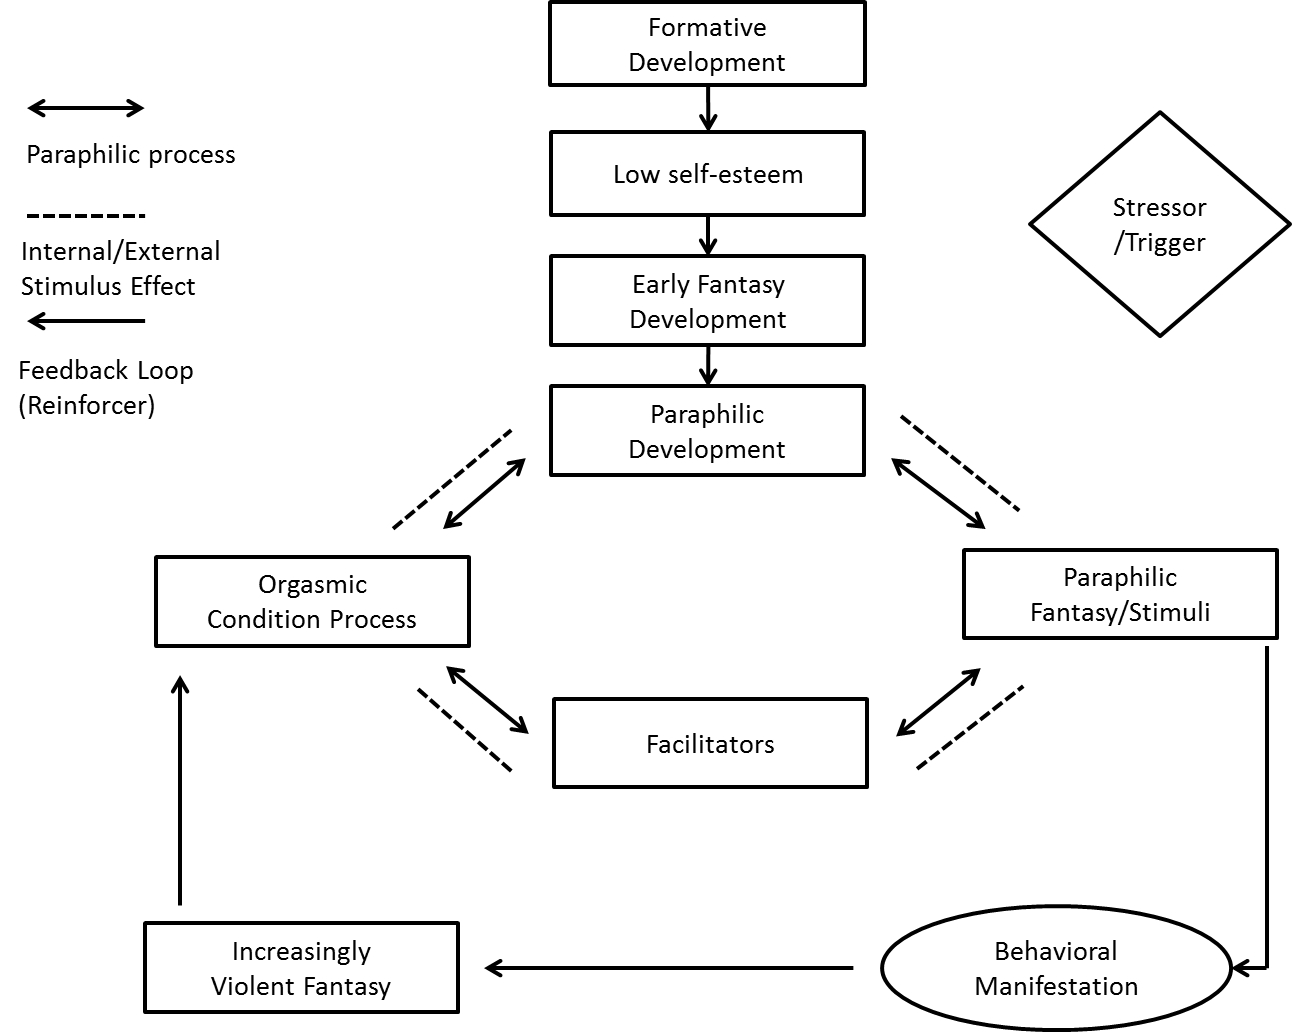 Formative
Development
Paraphilic process
Low self-esteem
Stressor
/Trigger
Internal/External
Stimulus Effect
Early Fantasy
Development
Feedback Loop
(Reinforcer)
Paraphilic
Development
Orgasmic
Condition Process
Paraphilic
Fantasy/Stimuli
Facilitators
Increasingly
Violent Fantasy
Behavioral
Manifestation